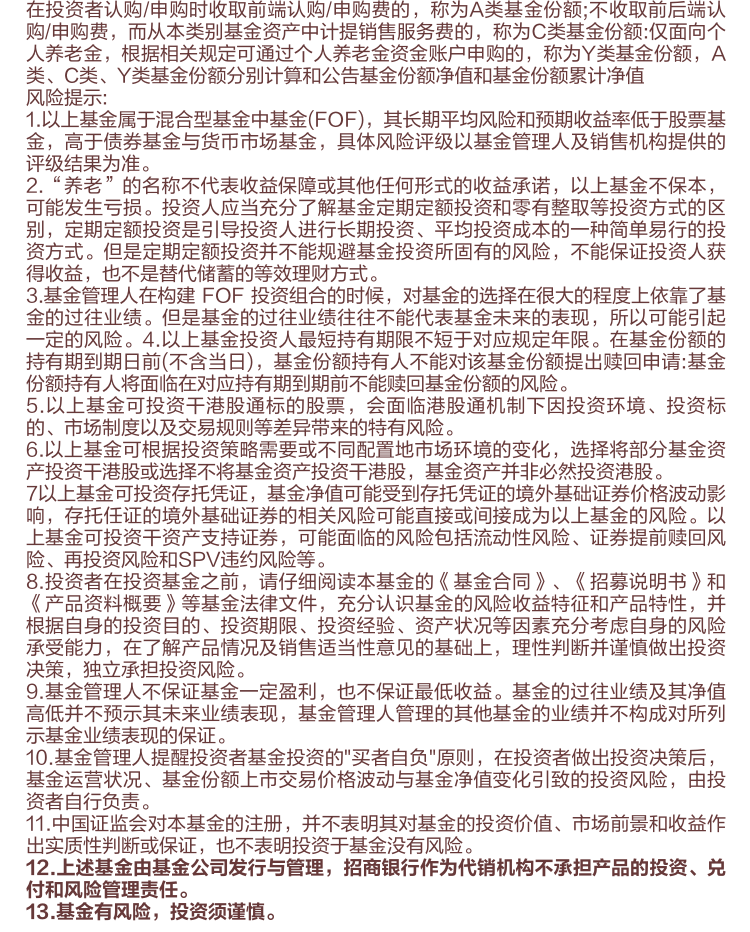 在投资者认购/申购时收取前端认购/申购费的，称为A类基金份额;不收取前后端认
购/申购费，而从本类别基金资产中计提销售服务费的，称为C类基金份额:仅面向个
人养老金，根据相关规定可通过个人养老金资金账户申购的，称为Y类基金份额，A
类、C类、Y类基金份额分别计算和公告基金份额净值和基金份额累计净值
风险提示:
1.以上基金属于混合型基金中基金(FOF)，其长期平均风险和预期收益率低于股票基
金，高于债券基金与货币市场基金，具体风险评级以基金管理人及销售机构提供的
评级结果为准。
2.“养老”的名称不代表收益保障或其他任何形式的收益承诺，以上基金不保本，
可能发生亏损。投资人应当充分了解基金定期定额投资和零有整取等投资方式的区
别，定期定额投资是引导投资人进行长期投资、平均投资成本的一种简单易行的投
资方式。但是定期定额投资并不能规避基金投资所固有的风险，不能保证投资人获
得收益，也不是替代储蓄的等效理财方式。
3.基金管理人在构建 FOF 投资组合的时候，对基金的选择在很大的程度上依靠了基
金的过往业绩。但是基金的过往业绩往往不能代表基金未来的表现，所以可能引起
一定的风险。4.以上基金投资人最短持有期限不短于对应规定年限。在基金份额的
持有期到期日前(不含当日)，基金份额持有人不能对该基金份额提出赎回申请:基金
份额持有人将面临在对应持有期到期前不能赎回基金份额的风险。
5.以上基金可投资干港股通标的股票，会面临港股通机制下因投资环境、投资标
的、市场制度以及交易规则等差异带来的特有风险。
6.以上基金可根据投资策略需要或不同配置地市场环境的变化，选择将部分基金资
产投资干港股或选择不将基金资产投资干港股，基金资产并非必然投资港股。
7以上基金可投资存托凭证，基金净值可能受到存托凭证的境外基础证券价格波动影
响，存托任证的境外基础证券的相关风险可能直接或间接成为以上基金的风险。以
上基金可投资干资产支持证券，可能面临的风险包括流动性风险、证券提前赎回风
险、再投资风险和SPV违约风险等。
8.投资者在投资基金之前，请仔细阅读本基金的《基金合同》、《招募说明书》和
《产品资料概要》等基金法律文件，充分认识基金的风险收益特征和产品特性，并
根据自身的投资目的、投资期限、投资经验、资产状况等因素充分考虑自身的风险
承受能力，在了解产品情况及销售适当性意见的基础上，理性判断并谨慎做出投资
决策，独立承担投资风险。
9.基金管理人不保证基金一定盈利，也不保证最低收益。基金的过往业绩及其净值
高低并不预示其未来业绩表现，基金管理人管理的其他基金的业绩并不构成对所列
示基金业绩表现的保证。
10.基金管理人提醒投资者基金投资的"买者自负"原则，在投资者做出投资决策后，
基金运营状况、基金份额上市交易价格波动与基金净值变化引致的投资风险，由投
资者自行负责。
11.中国证监会对本基金的注册，并不表明其对基金的投资价值、市场前景和收益作
出实质性判断或保证，也不表明投资于基金没有风险。
12.上述基金由基金公司发行与管理，招商银行作为代销机构不承担产品的投资、兑
付和风险管理责任。
13.基金有风险，投资须谨慎。